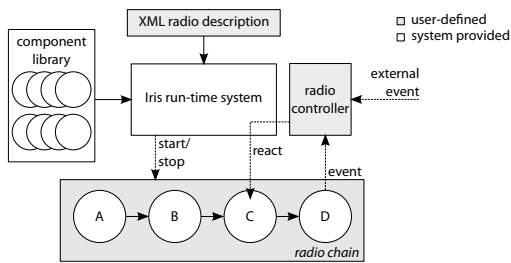 XML radio description
user-defined
system provided
component
library
Iris run-time system
radio
controller
external
event
start/
stop
react
event
A
B
C
D
radio chain